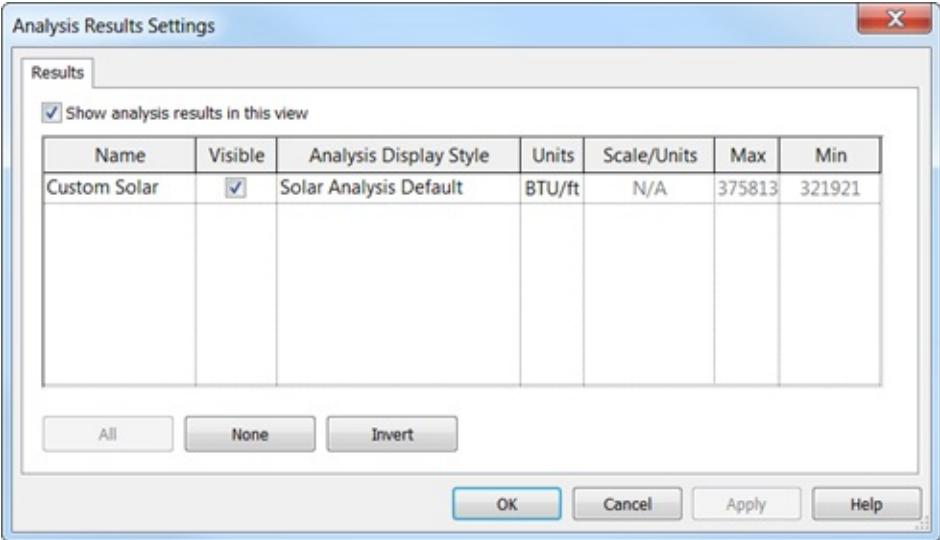 Analysis Results Settings
Results
Show analysis results in this view
Name Visible Analysis Display Style Units Scale/Units Max Min
Custom Solar Solar Analysis Default BTU/ft N/A 375813 321921
All None Invert
OK Cancel Apply Help